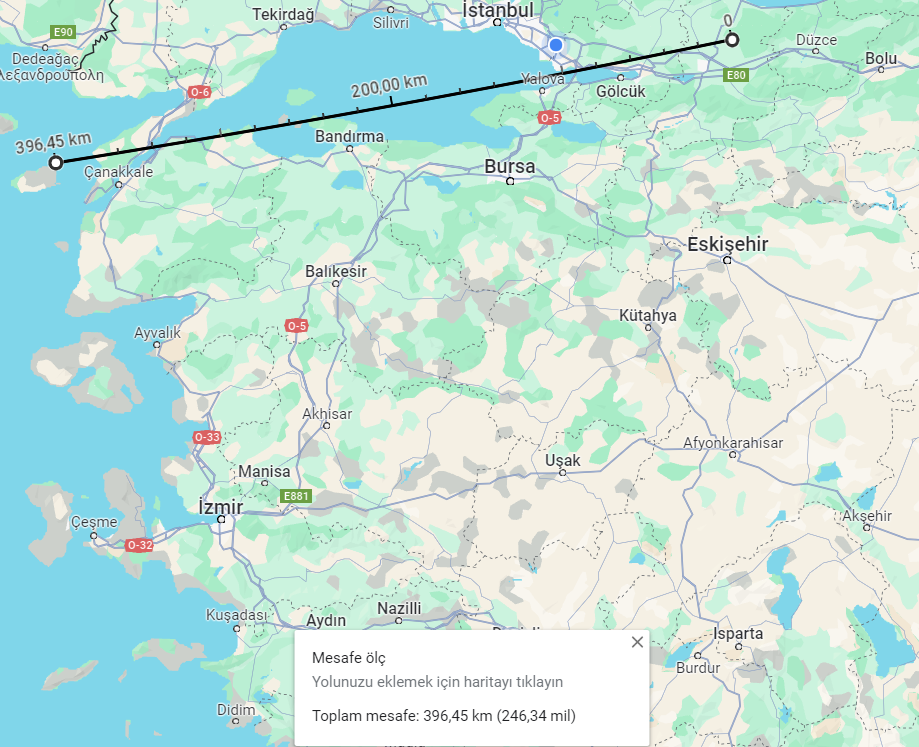 İstanbul
Tekirdağ
Silivri
0
E90
Düzce
Dedeağaç
λεξανδρούπολη
Bolu
E80
Yalova
200,00 km
Gölcük
O-6
O-5
396,45 km
Bandırma
Çanakkale
Bursa
Eskişehir
Balıkesir
Kütahya
O-5
Ayvalık
Akhisar
O-33
Afyonkarahisar
Uşak
Manisa
E881
İzmir
Akşehir
Çeşme
O-32
Nazilli
Kuşadası
Aydın
Isparta
Burdur
Didim
Mesafe ölç
Yolunuzu eklemek için haritayı tıklayın
Toplam mesafe: 396,45 km (246,34 mil)